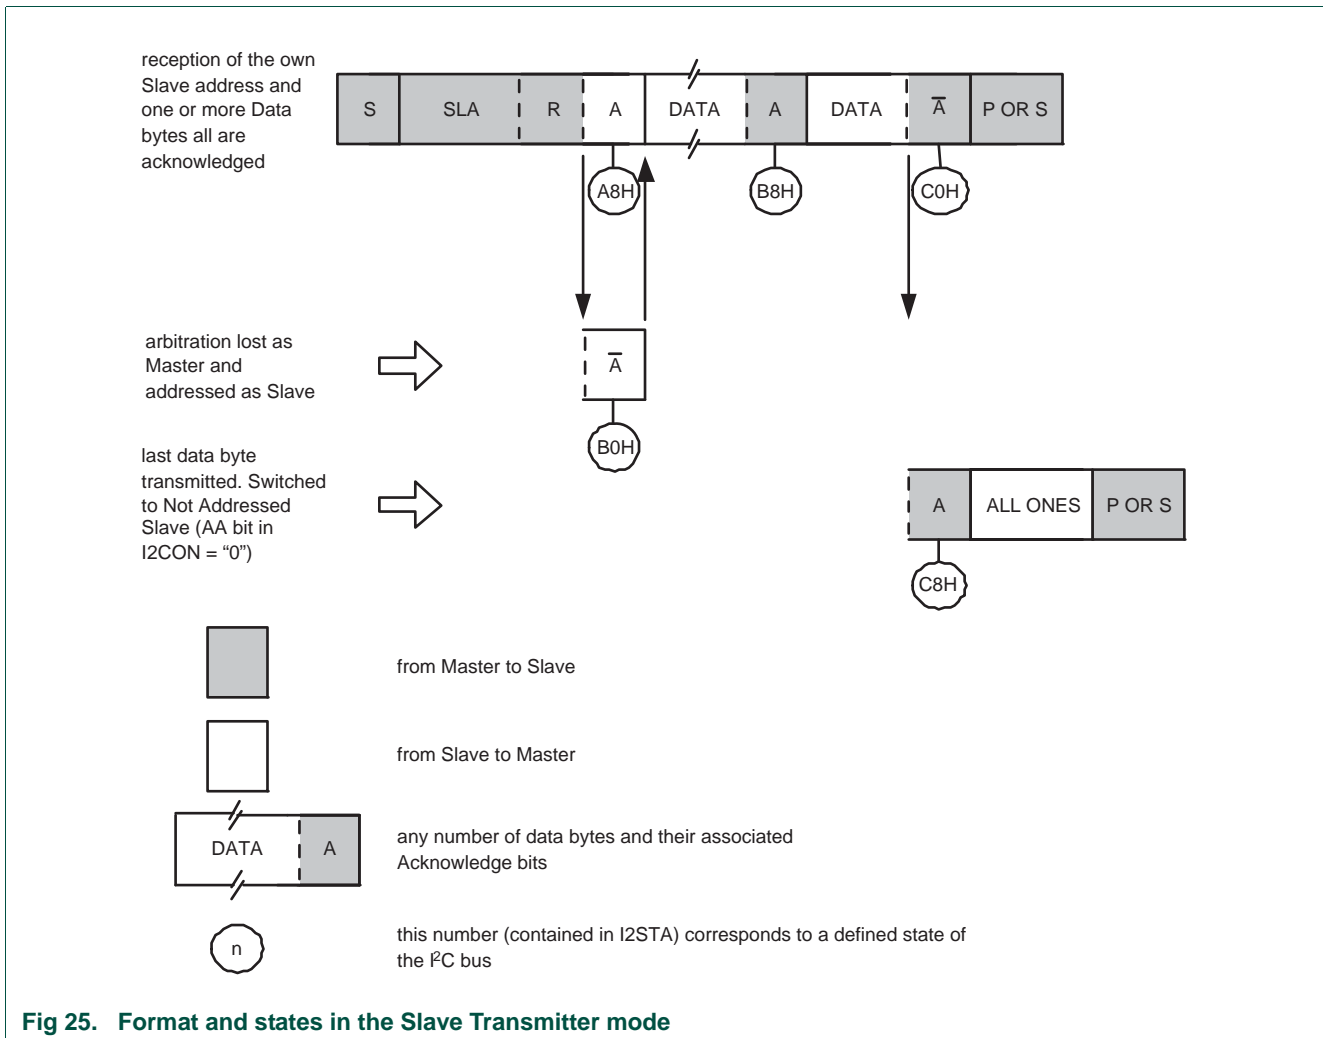 reception of the own
Slave address and
one or more Data
bytes all are
acknowledged
S SLA R A DATA A DATA A̅ P OR S
A8H B8H C0H
arbitration lost as
Master and
addressed as Slave
A̅
B0H
last data byte
transmitted. Switched
to Not Addressed
Slave (AA bit in
I2CON = “0”)
A ALL ONES P OR S
C8H
from Master to Slave
from Slave to Master
DATA A
any number of data bytes and their associated
Acknowledge bits
n
this number (contained in I2STA) corresponds to a defined state of
the I²C bus
Fig 25. Format and states in the Slave Transmitter mode